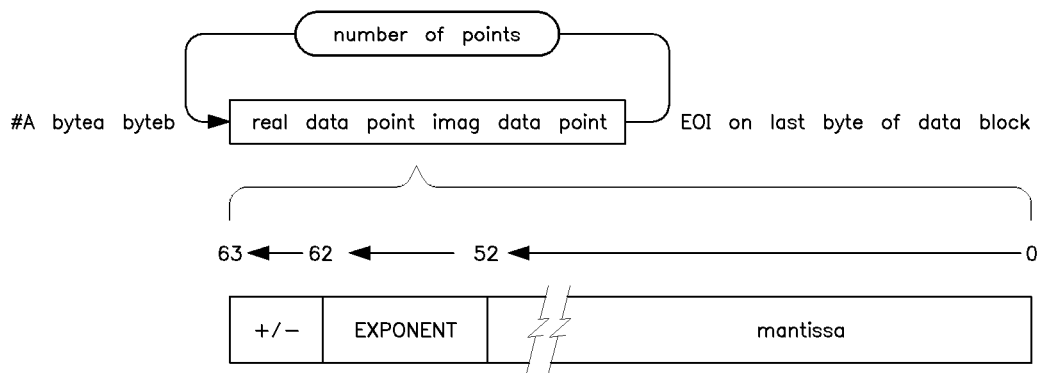 number of points
#A bytea byteb real data point imag data point EOI on last byte of data block
63 62 52 0
+/− EXPONENT mantissa